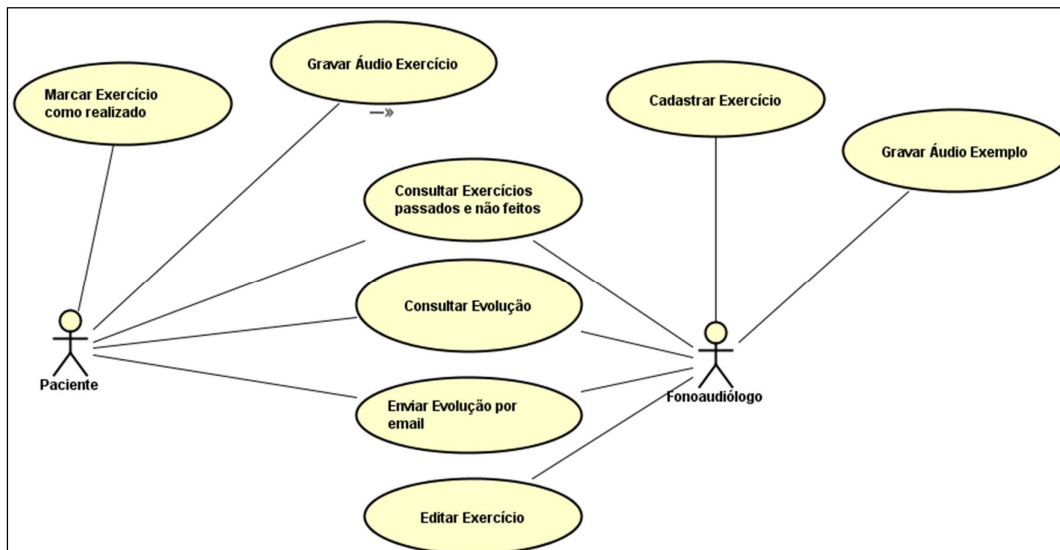 Gravar Áudio Exercício
Marcar Exercício
como realizado
Cadastrar Exercício
Gravar Áudio Exemplo
Consultar Exercícios
passados e não feitos
Consultar Evolução
Paciente
Fonoaudiólogo
Enviar Evolução por
email
Editar Exercício